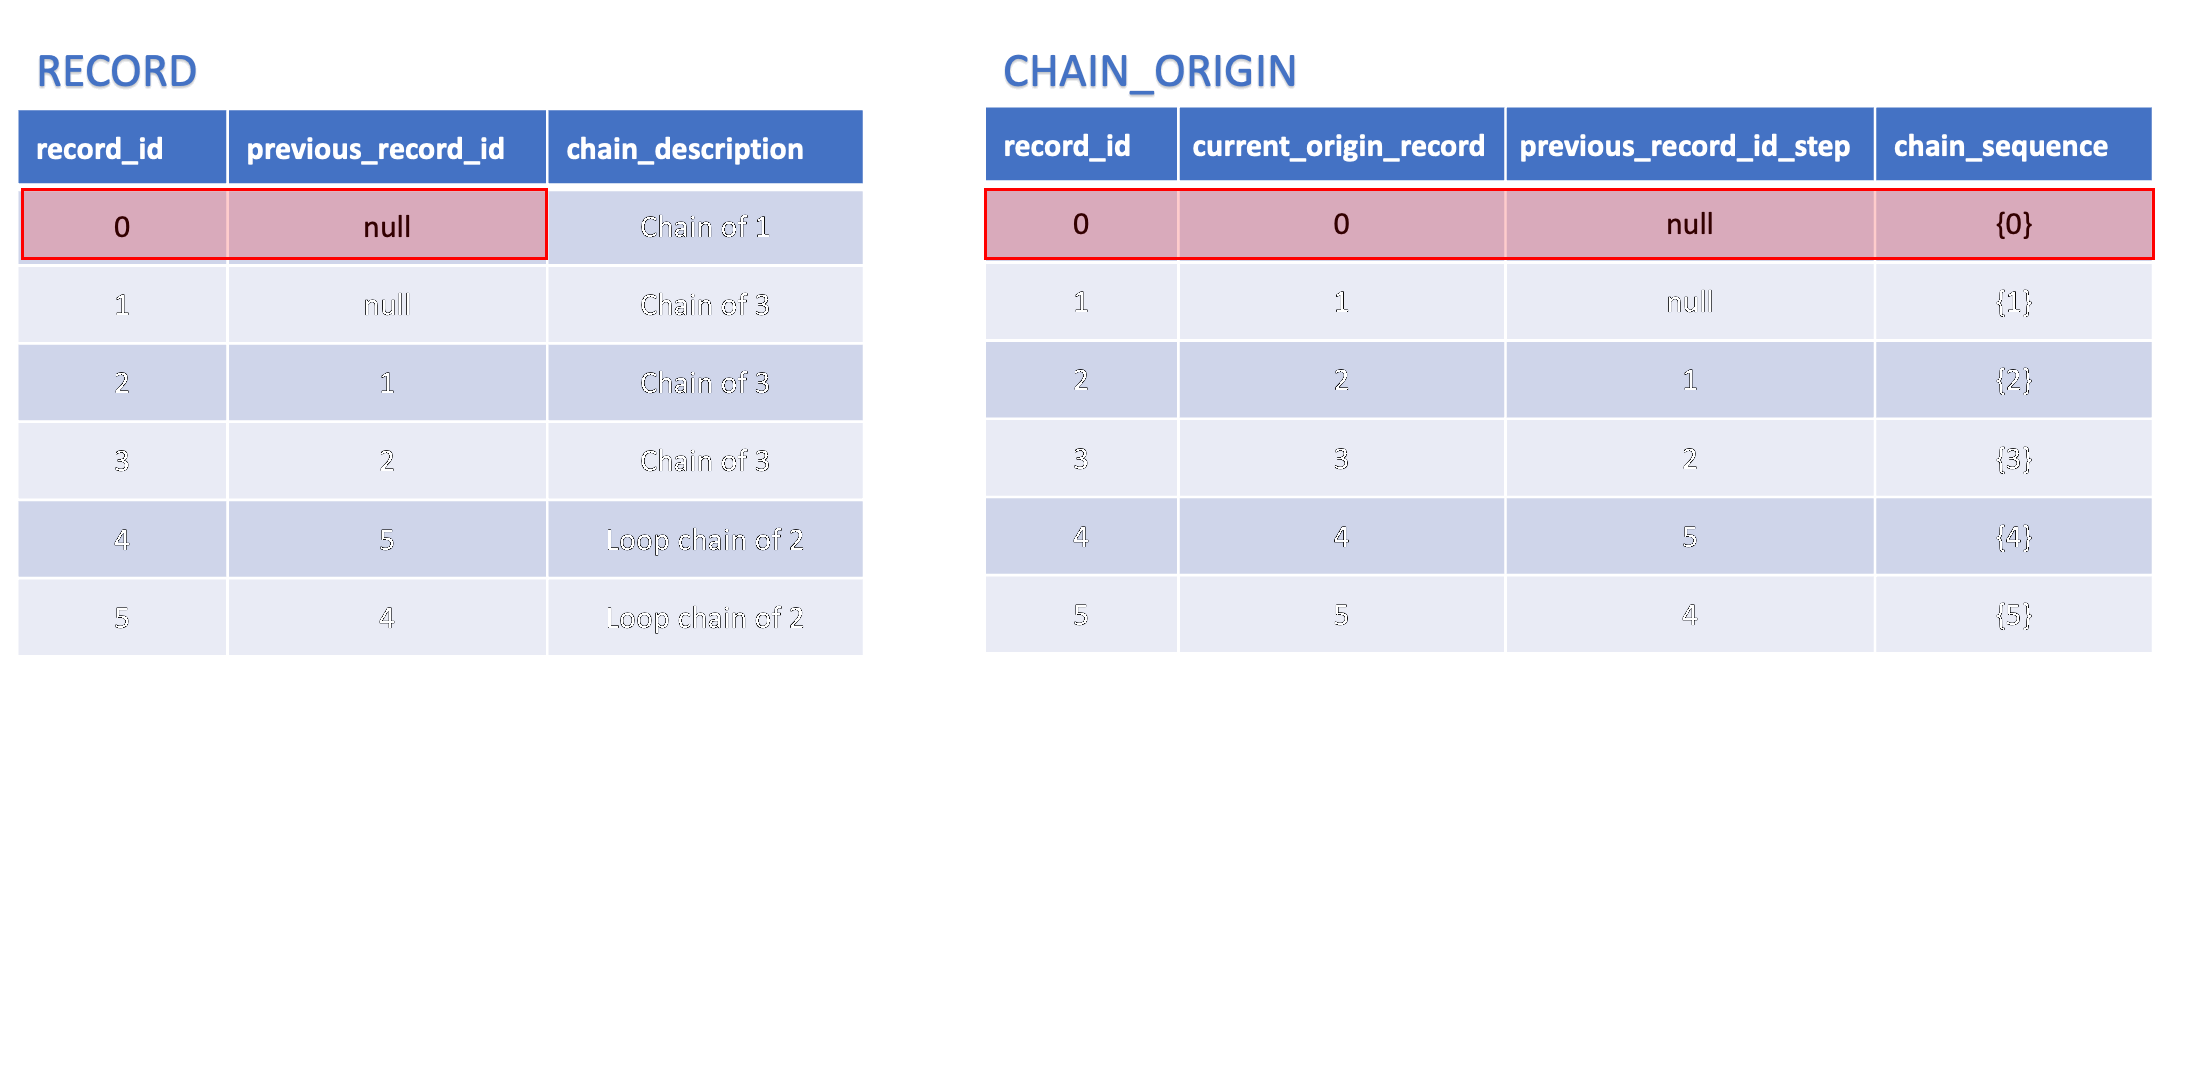 RECORD
record_id previous_record_id chain_description
0 null Chain of 1
1 null Chain of 3
2 1 Chain of 3
3 2 Chain of 3
4 5 Loop chain of 2
5 4 Loop chain of 2
CHAIN_ORIGIN
record_id current_origin_record previous_record_id_step chain_sequence
0 0 null {0}
1 1 null {1}
2 2 1 {2}
3 3 2 {3}
4 4 5 {4}
5 5 4 {5}